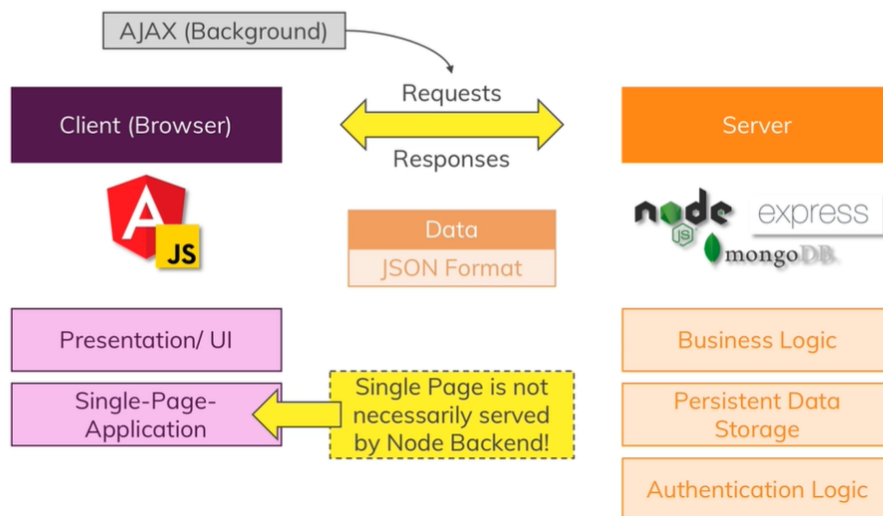 AJAX (Background)
Requests
Client (Browser)
Server
Responses
A
JS
node
JS
express
mongoDB
Data
JSON Format
Presentation/ UI
Business Logic
Single-Page-
Application
Single Page is not
necessarily served
by Node Backend!
Persistent Data
Storage
Authentication Logic